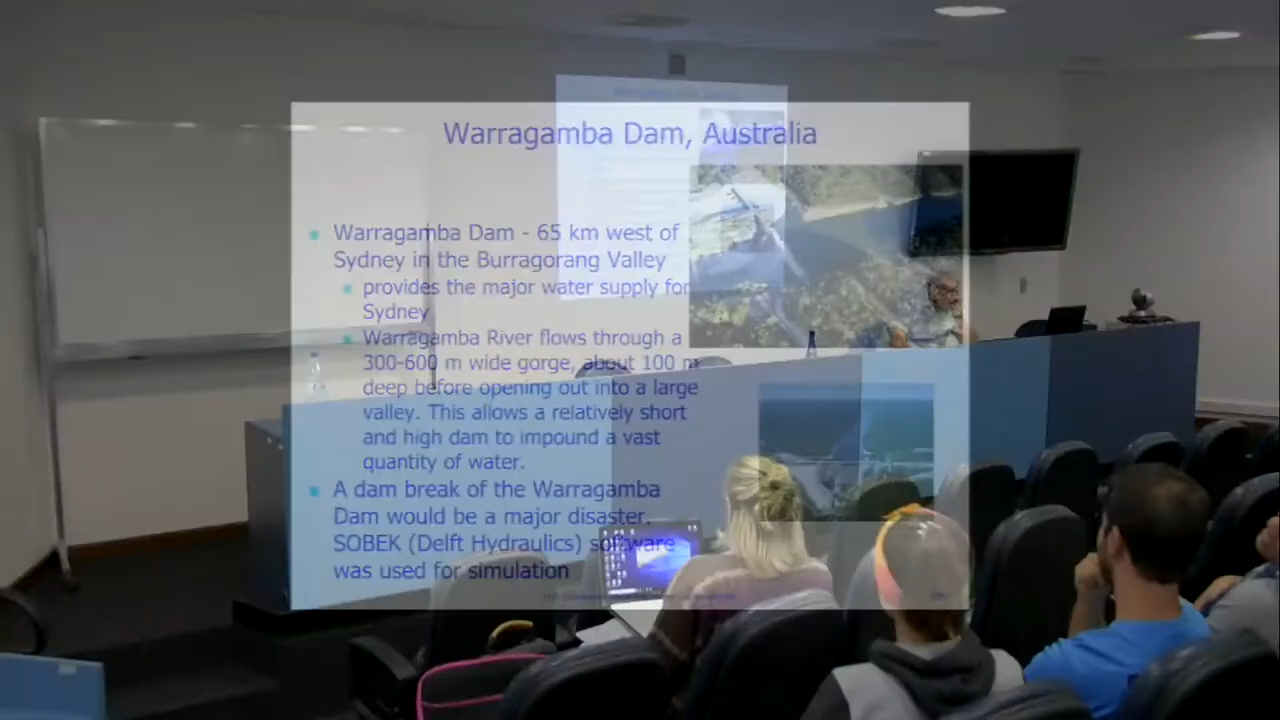 Warragamba Dam, Australia
Warragamba Dam - 65 km west of
Sydney in the Burragorang Valley
provides the major water supply for
Sydney
Warragamba River flows through a
300-600 m wide gorge, about 100 m
deep before opening out into a large
valley. This allows a relatively short
and high dam to impound a vast
quantity of water.
A dam break of the Warragamba
Dam would be a major disaster.
SOBEK (Delft Hydraulics) software
was used for simulation